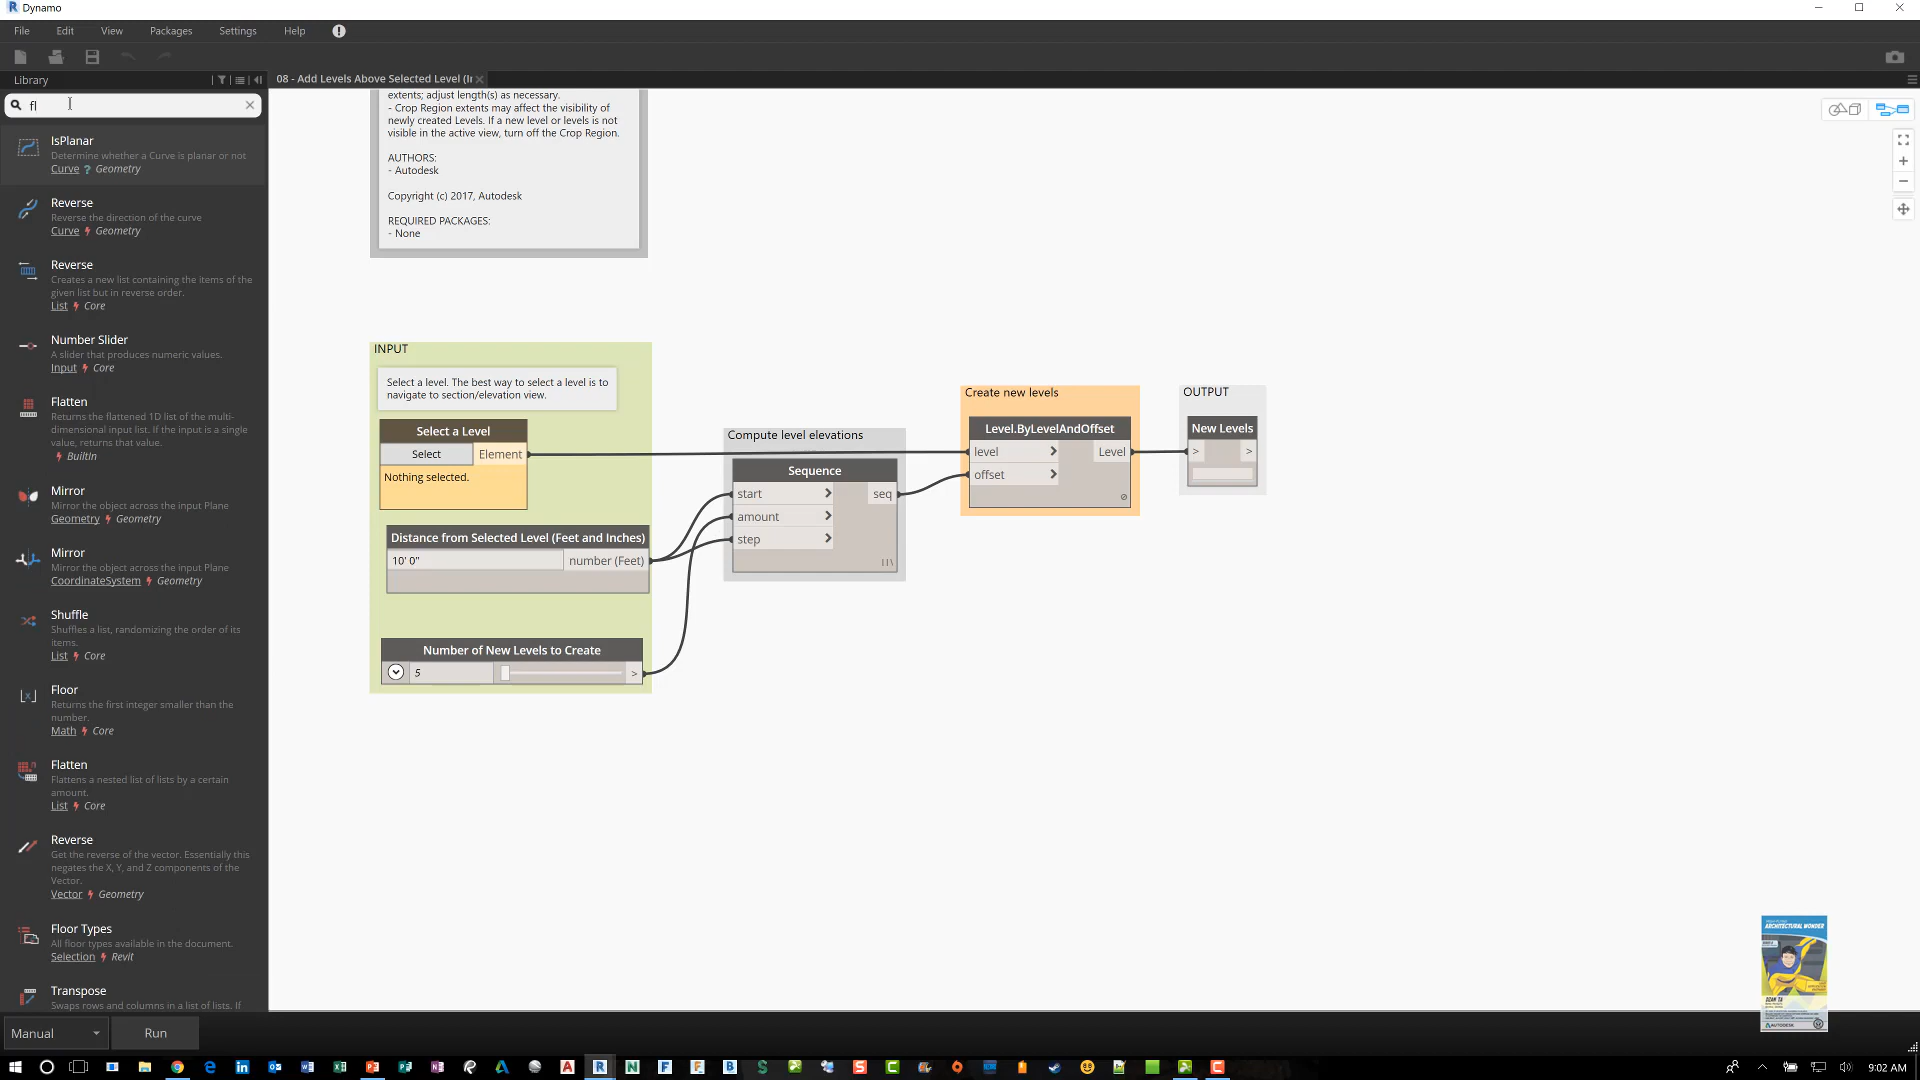 Dynamo
File Edit View Packages Settings Help
Library
08 - Add Levels Above Selected Level (I
fl
IsPlanar
Determine whether a Curve is planar or not
Curve ? Geometry
Reverse
Reverse the direction of the curve
Curve Geometry
Reverse
Creates a new list containing the items of the
given list but in reverse order.
List Core
Number Slider
A slider that produces numeric values.
Input Core
Flatten
Returns the flattened 1D list of the multi-
dimensional input list. If the input is a single
value, returns that value.
BuiltIn
Mirror
Mirror the object across the input Plane
Geometry Geometry
Mirror
Mirror the object across the input Plane
CoordinateSystem Geometry
Shuffle
Shuffles a list, randomizing the order of its
items.
List Core
Floor
Returns the first integer smaller than the
number.
Math Core
Flatten
Flattens a nested list of lists by a certain
amount.
List Core
Reverse
Get the reverse of the vector. Essentially this
negates the X, Y, and Z components of the
Vector.
Vector Geometry
Floor Types
All floor types available in the document.
Selection Revit
Transpose
Swaps rows and columns in a list of lists. If
Manual Run
extents; adjust length(s) as necessary.
- Crop Region extents may affect the visibility of
newly created Levels. If a new level or levels is not
visible in the active view, turn off the Crop Region.
AUTHORS:
- Autodesk
Copyright (c) 2017, Autodesk
REQUIRED PACKAGES:
- None
INPUT
Select a level. The best way to select a level is to
navigate to section/elevation view.
Select a Level
Select Element
Nothing selected.
Distance from Selected Level (Feet and Inches)
10' 0" number (Feet)
Number of New Levels to Create
5 >
Compute level elevations
Sequence
start > seq
amount >
step >
Create new levels
Level.ByLevelAndOffset
level > Level
offset >
OUTPUT
New Levels
> >
ARCHITECTURAL WONDER
AUTODESK
9:02 AM